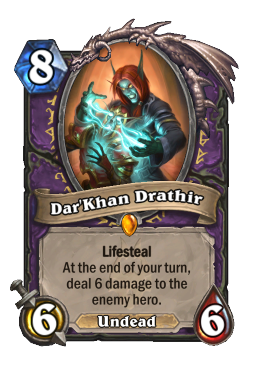 8
Dar'Khan Drathir
Lifesteal
At the end of your turn,
deal 6 damage to the
enemy hero.
6
Undead
6